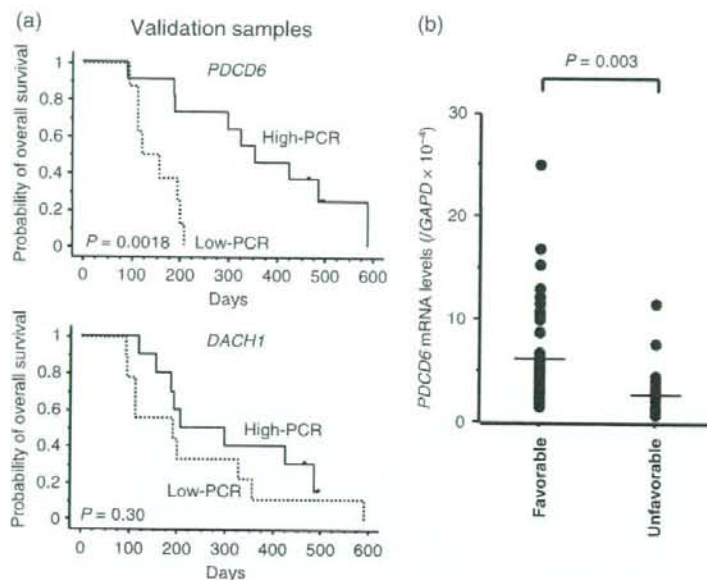 (a)
Validation samples
PDCD6
Probability of overall survival
1
0.8
0.6
0.4
0.2
0
High-PCR
Low-PCR
P = 0.0018
0 100 200 300 400 500 600
Days
DACH1
Probability of overall survival
1
0.8
0.6
0.4
0.2
0
High-PCR
Low-PCR
P = 0.30
0 100 200 300 400 500 600
Days
(b)
P = 0.003
PDCD6 mRNA levels (/GAPD × 10⁻⁴)
30
20
10
0
Favorable
Unfavorable